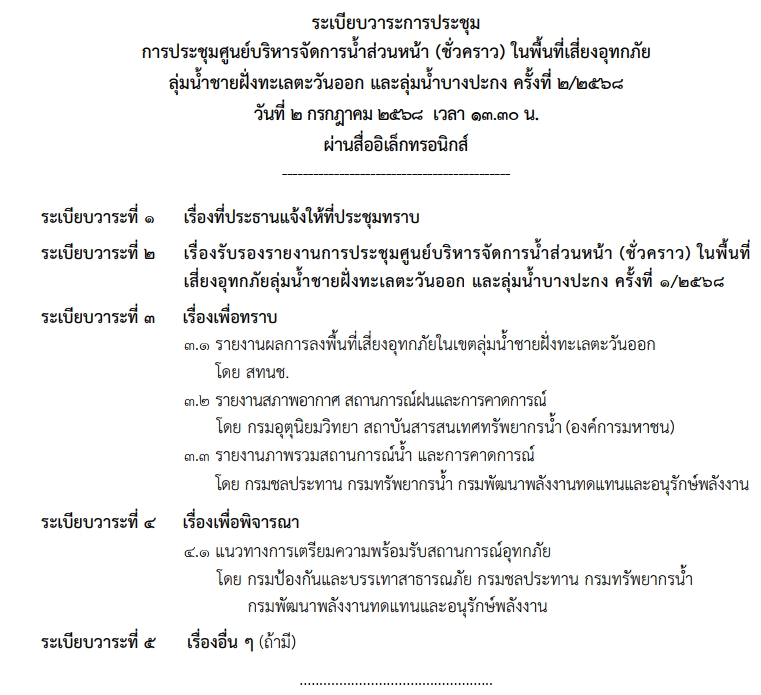 ระเบียบวาระการประชุม
การประชุมศูนย์บริหารจัดการน้ำส่วนหน้า (ชั่วคราว) ในพื้นที่เสี่ยงอุทกภัย
ลุ่มน้ำชายฝั่งทะเลตะวันออก และลุ่มน้ำบางปะกง ครั้งที่ ๒/๒๕๖๘
วันที่ ๒ กรกฎาคม ๒๕๖๘ เวลา ๑๓.๓๐ น.
ผ่านสื่ออิเล็กทรอนิกส์
--------------------------------------------
ระเบียบวาระที่ ๑ เรื่องที่ประธานแจ้งให้ที่ประชุมทราบ
ระเบียบวาระที่ ๒ เรื่องรับรองรายงานการประชุมศูนย์บริหารจัดการน้ำส่วนหน้า (ชั่วคราว) ในพื้นที่
เสี่ยงอุทกภัยลุ่มน้ำชายฝั่งทะเลตะวันออก และลุ่มน้ำบางปะกง ครั้งที่ ๑/๒๕๖๘
ระเบียบวาระที่ ๓ เรื่องเพื่อทราบ
๓.๑ รายงานผลการลงพื้นที่เสี่ยงอุทกภัยในเขตลุ่มน้ำชายฝั่งทะเลตะวันออก
โดย สทนช.
๓.๒ รายงานสภาพอากาศ สถานการณ์ฝนและการคาดการณ์
โดย กรมอุตุนิยมวิทยา สถาบันสารสนเทศทรัพยากรน้ำ (องค์การมหาชน)
๓.๓ รายงานภาพรวมสถานการณ์น้ำ และการคาดการณ์
โดย กรมชลประทาน กรมทรัพยากรน้ำ กรมพัฒนาพลังงานทดแทนและอนุรักษ์พลังงาน
ระเบียบวาระที่ ๔ เรื่องเพื่อพิจารณา
๔.๑ แนวทางการเตรียมความพร้อมรับสถานการณ์อุทกภัย
โดย กรมป้องกันและบรรเทาสาธารณภัย กรมชลประทาน กรมทรัพยากรน้ำ
กรมพัฒนาพลังงานทดแทนและอนุรักษ์พลังงาน
ระเบียบวาระที่ ๕ เรื่องอื่น ๆ (ถ้ามี)
................................................